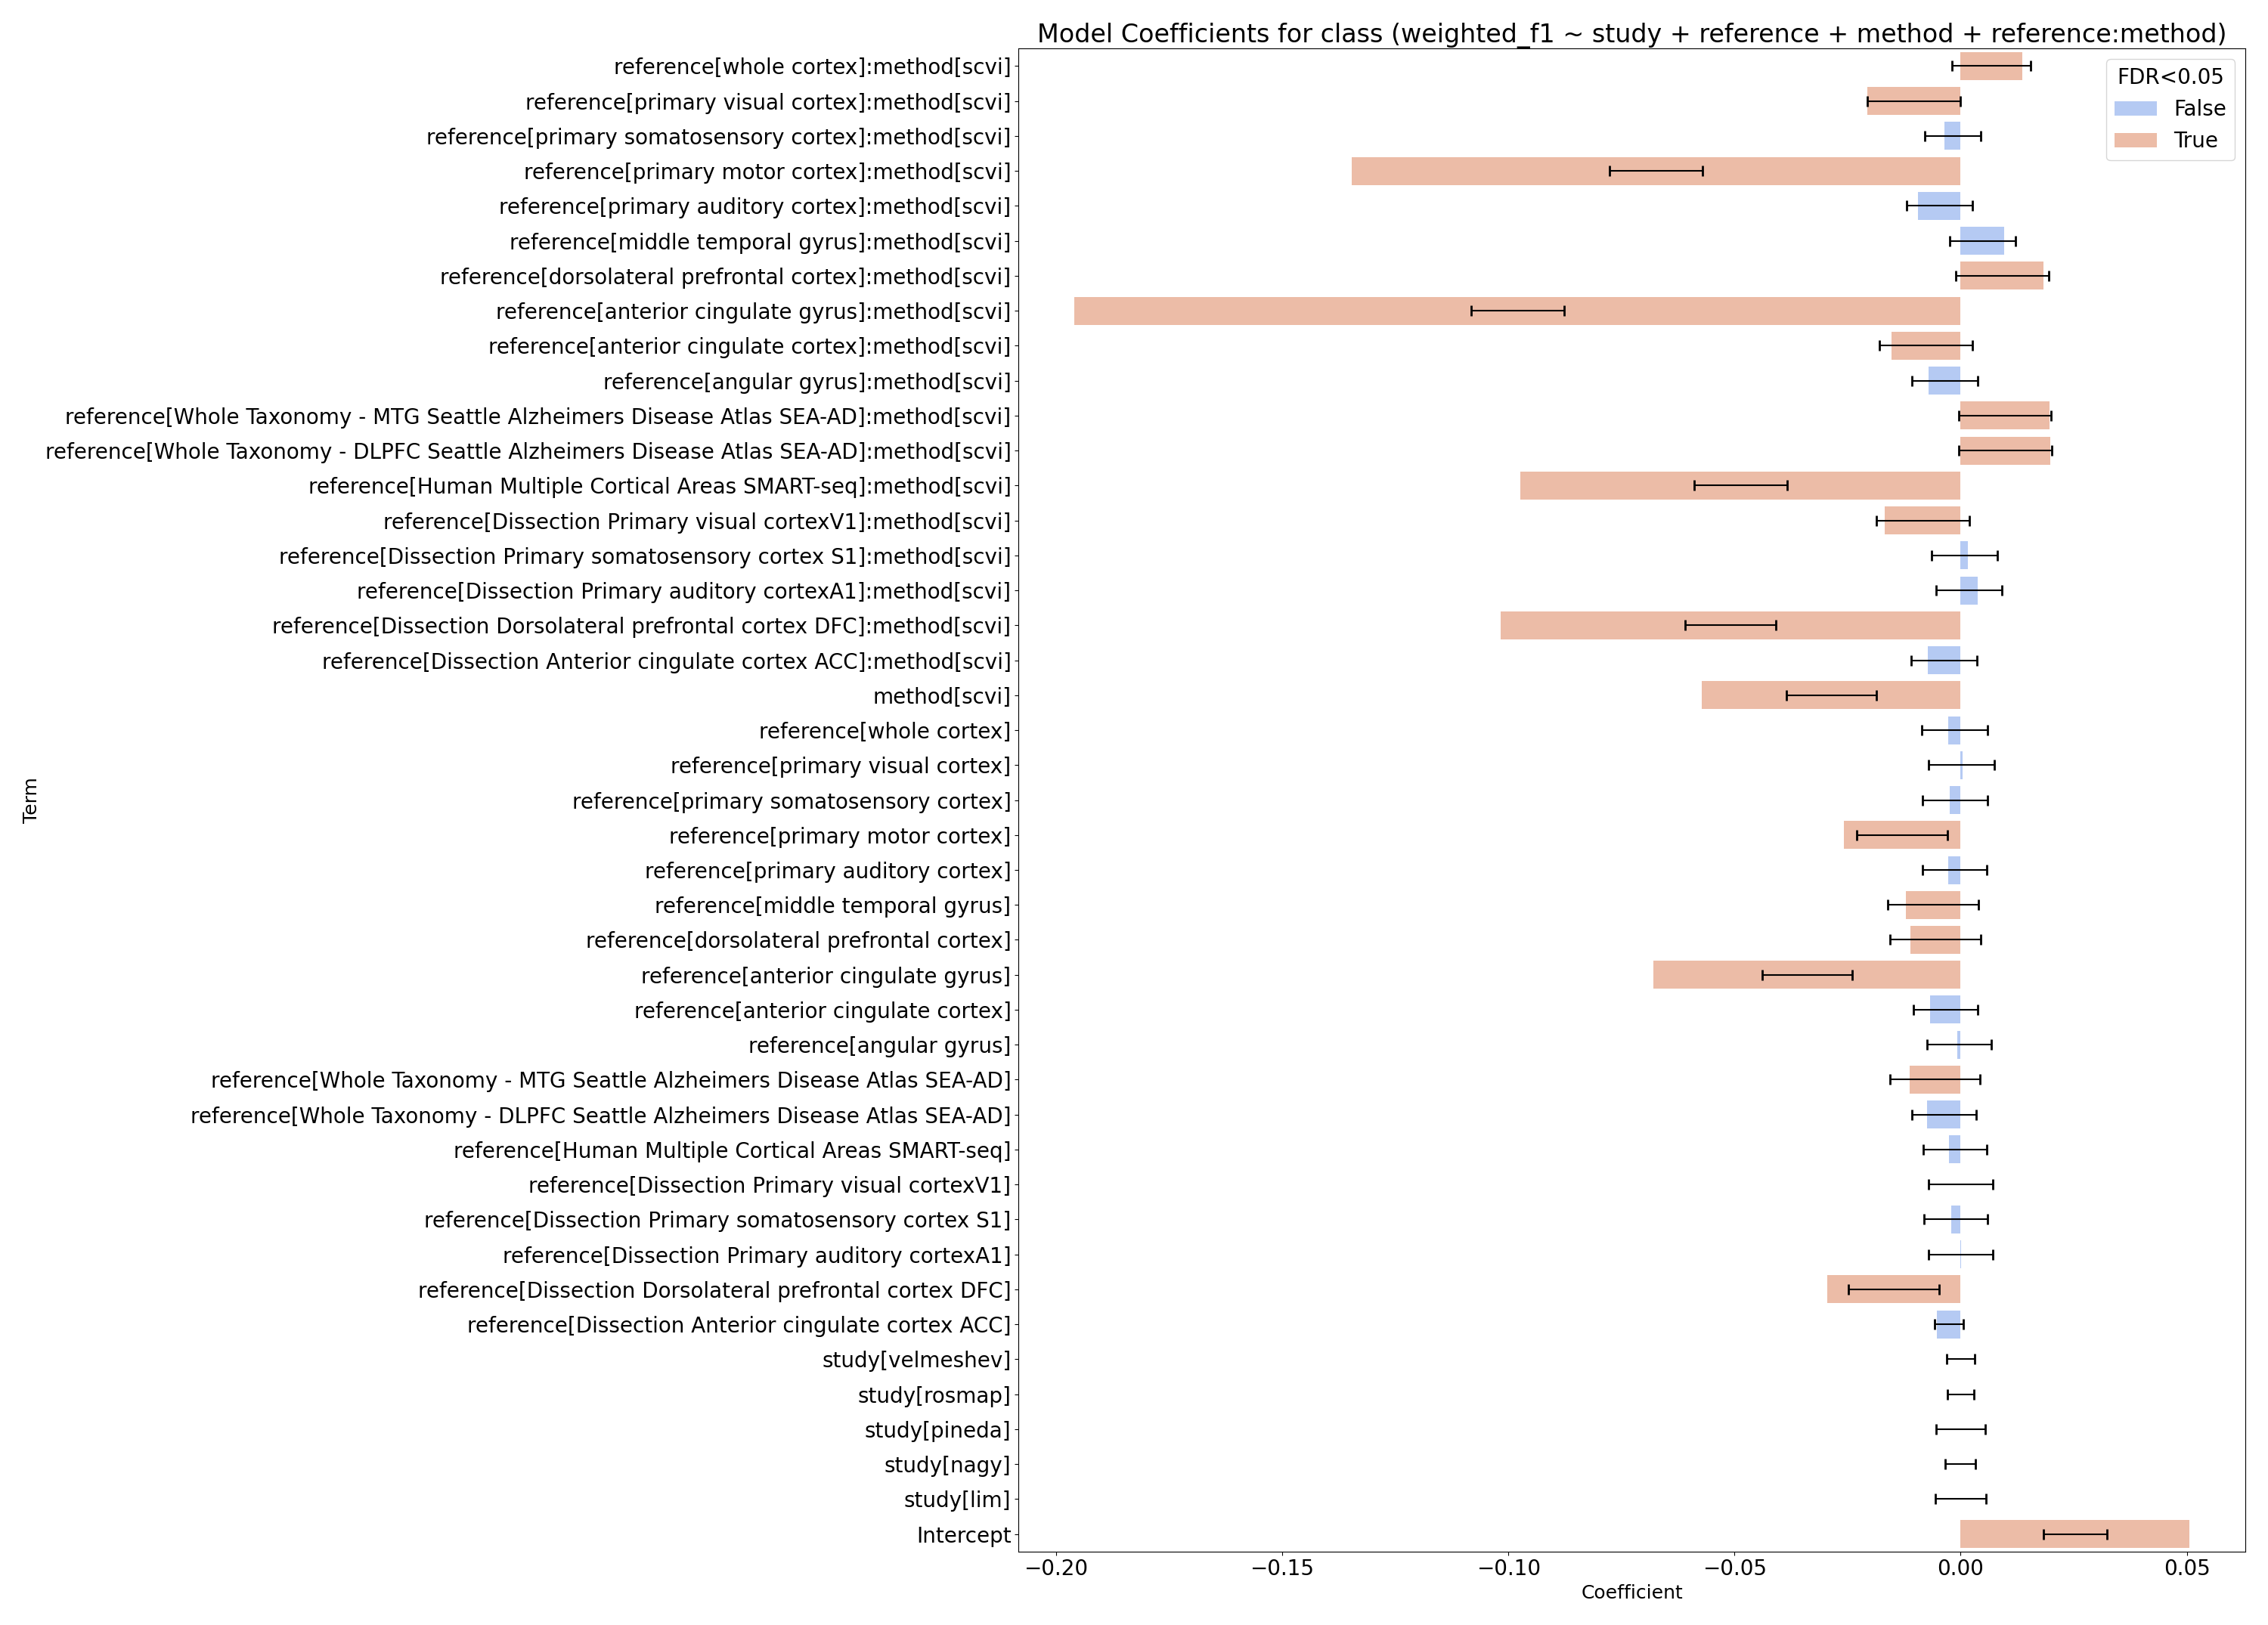 Model Coefficients for class (weighted_f1 ~ study + reference + method + reference:method)
reference[whole cortex]:method[scvi]
reference[primary visual cortex]:method[scvi]
reference[primary somatosensory cortex]:method[scvi]
reference[primary motor cortex]:method[scvi]
reference[primary auditory cortex]:method[scvi]
reference[middle temporal gyrus]:method[scvi]
reference[dorsolateral prefrontal cortex]:method[scvi]
reference[anterior cingulate gyrus]:method[scvi]
reference[anterior cingulate cortex]:method[scvi]
reference[angular gyrus]:method[scvi]
reference[Whole Taxonomy - MTG Seattle Alzheimers Disease Atlas SEA-AD]:method[scvi]
reference[Whole Taxonomy - DLPFC Seattle Alzheimers Disease Atlas SEA-AD]:method[scvi]
reference[Human Multiple Cortical Areas SMART-seq]:method[scvi]
reference[Dissection Primary visual cortexV1]:method[scvi]
reference[Dissection Primary somatosensory cortex S1]:method[scvi]
reference[Dissection Primary auditory cortexA1]:method[scvi]
reference[Dissection Dorsolateral prefrontal cortex DFC]:method[scvi]
reference[Dissection Anterior cingulate cortex ACC]:method[scvi]
method[scvi]
reference[whole cortex]
reference[primary visual cortex]
reference[primary somatosensory cortex]
reference[primary motor cortex]
reference[primary auditory cortex]
reference[middle temporal gyrus]
reference[dorsolateral prefrontal cortex]
reference[anterior cingulate gyrus]
reference[anterior cingulate cortex]
reference[angular gyrus]
reference[Whole Taxonomy - MTG Seattle Alzheimers Disease Atlas SEA-AD]
reference[Whole Taxonomy - DLPFC Seattle Alzheimers Disease Atlas SEA-AD]
reference[Human Multiple Cortical Areas SMART-seq]
reference[Dissection Primary visual cortexV1]
reference[Dissection Primary somatosensory cortex S1]
reference[Dissection Primary auditory cortexA1]
reference[Dissection Dorsolateral prefrontal cortex DFC]
reference[Dissection Anterior cingulate cortex ACC]
study[velmeshev]
study[rosmap]
study[pineda]
study[nagy]
study[lim]
Intercept
Term
FDR<0.05
False
True
−0.20 −0.15 −0.10 −0.05 0.00 0.05
Coefficient